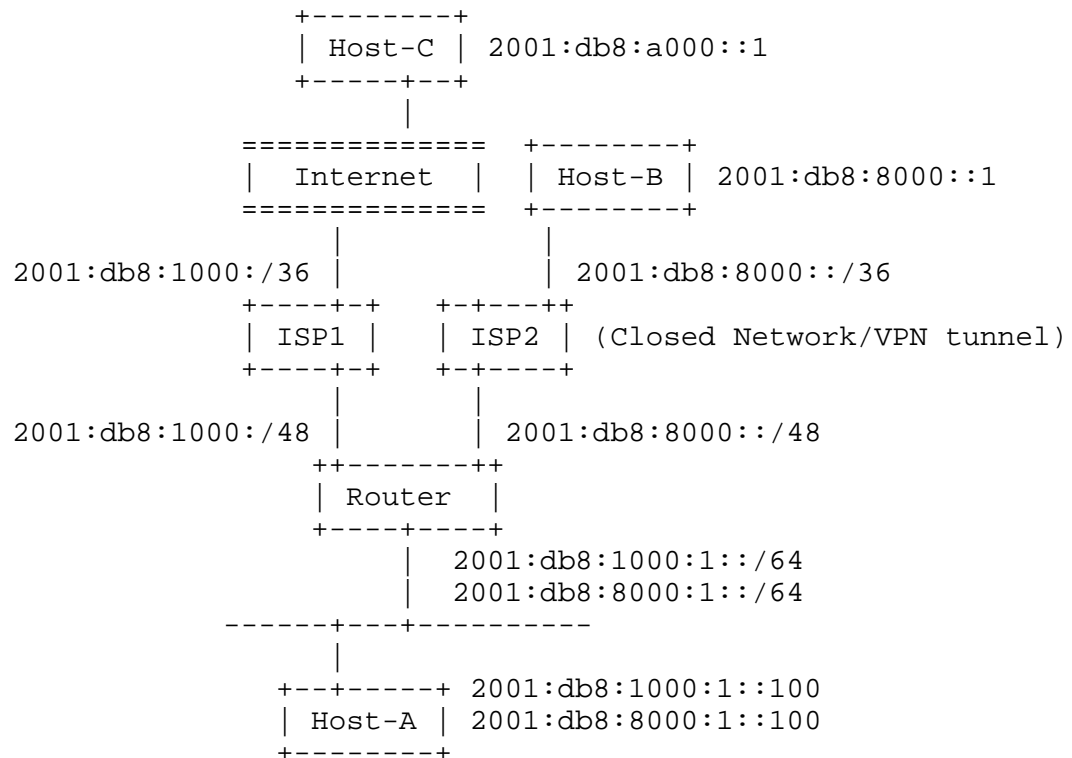 Host-C 2001:db8:a000::1
Internet Host-B 2001:db8:8000::1
2001:db8:1000:/36 2001:db8:8000::/36
ISP1 ISP2 (Closed Network/VPN tunnel)
2001:db8:1000:/48 2001:db8:8000::/48
Router
2001:db8:1000:1::/64
2001:db8:8000:1::/64
2001:db8:1000:1::100
Host-A 2001:db8:8000:1::100